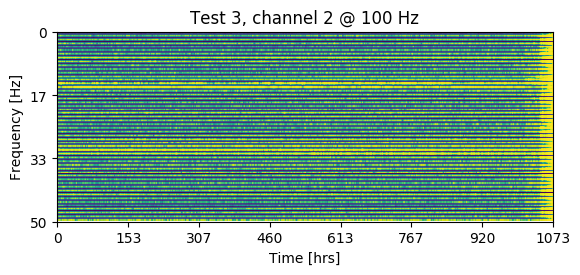 Test 3, channel 2 @ 100 Hz
Frequency [Hz]
0
17
33
50
0 153 307 460 613 767 920 1073
Time [hrs]